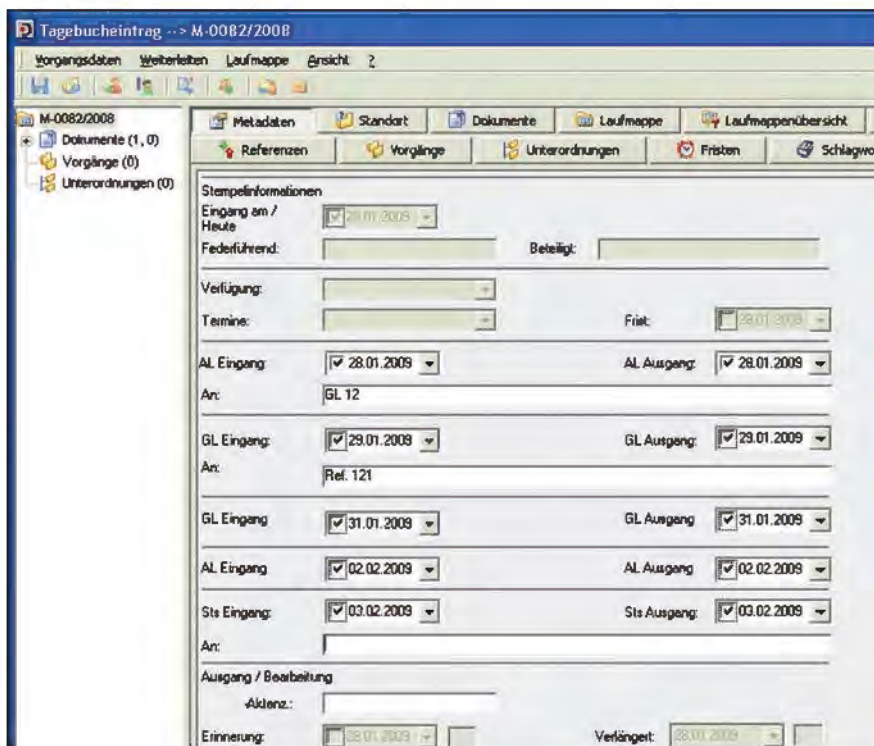 Tagebucheintrag --> M-0082/2008
Vorgangsdaten Weiterleiten Laufmappe Ansicht ?
M-0082/2008
Dokumente (1, 0)
Vorgänge (0)
Unterordnungen (0)
Metadaten Standort Dokumente Laufmappe Laufmappenübersicht
Referenzen Vorgänge Unterordnungen Fristen Schlagwo
Stempelinformationen
Eingang am / Heute 28.01.2009
Federführend: Beteiligt:
Verfügung:
Termine: Frist: 28.01.2009
AL Eingang: 28.01.2009 AL Ausgang: 28.01.2009
An: GL 12
GL Eingang: 29.01.2009 GL Ausgang: 29.01.2009
An: Ref. 121
GL Eingang 31.01.2009 GL Ausgang 31.01.2009
AL Eingang 02.02.2009 AL Ausgang 02.02.2009
Sts Eingang: 03.02.2009 Sts Ausgang: 03.02.2009
An:
Ausgang / Bearbeitung
Aktenz.:
Erinnerung: 28.01.2009 Verlängert: 28.01.2009